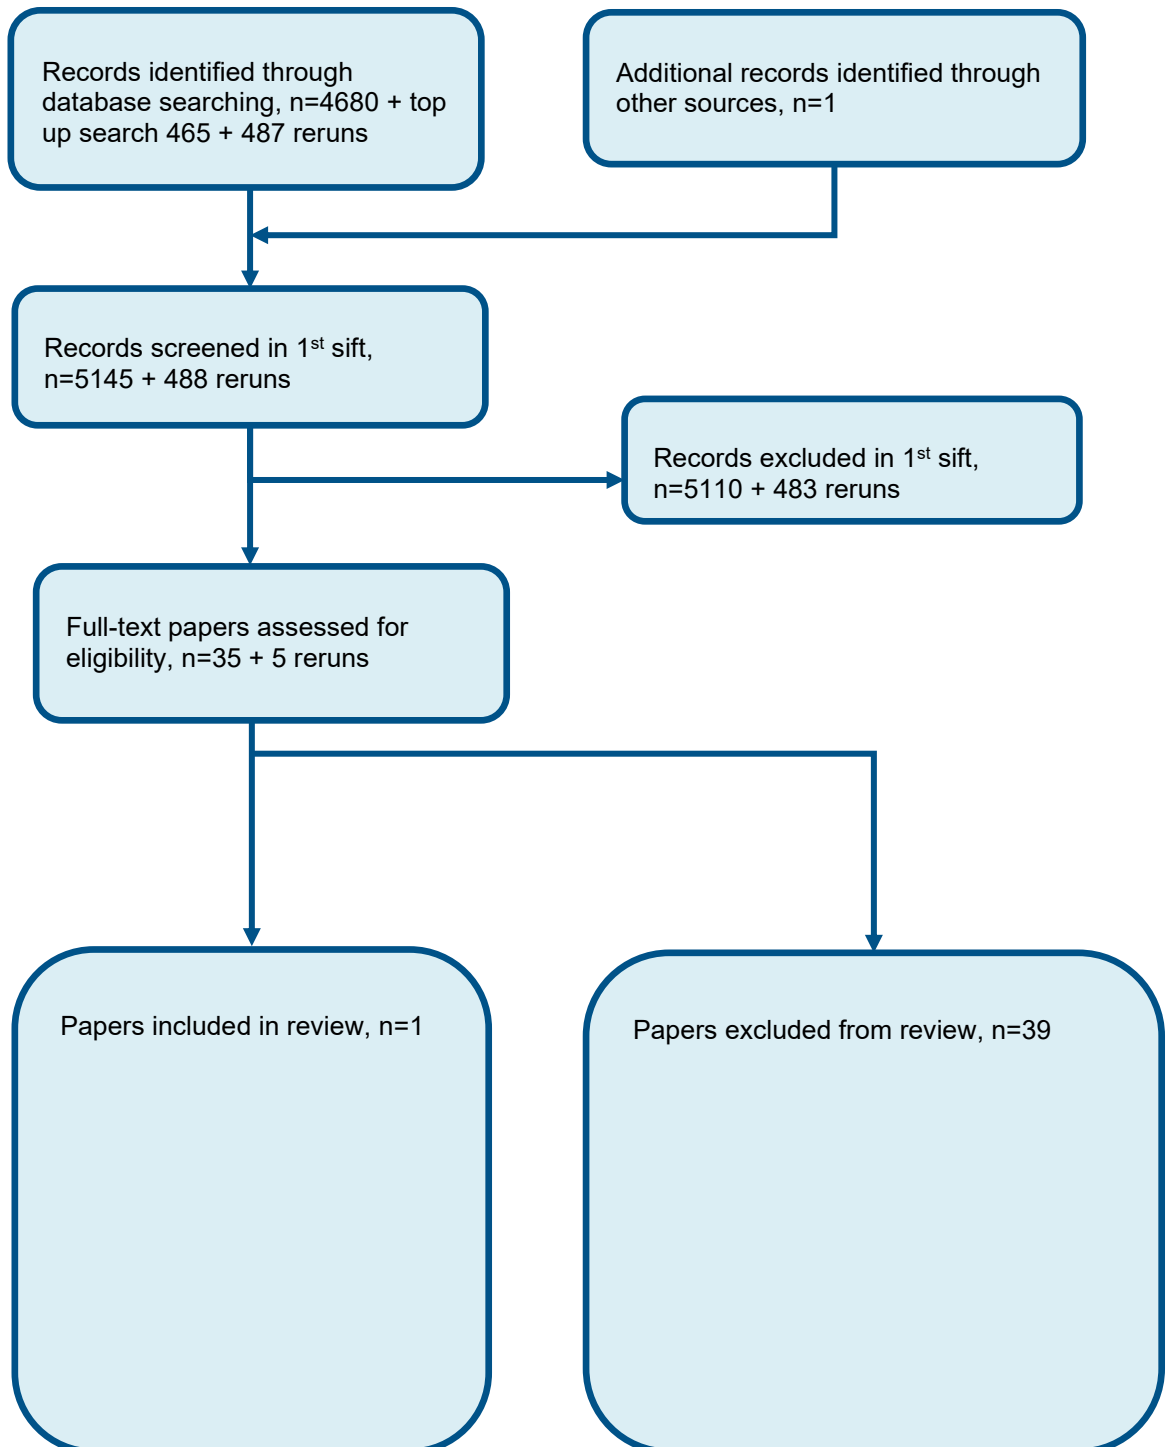 Records identified through
database searching, n=4680 + top
up search 465 + 487 reruns
Additional records identified through
other sources, n=1
Records screened in 1st sift,
n=5145 + 488 reruns
Records excluded in 1st sift,
n=5110 + 483 reruns
Full-text papers assessed for
eligibility, n=35 + 5 reruns
Papers included in review, n=1
Papers excluded from review, n=39